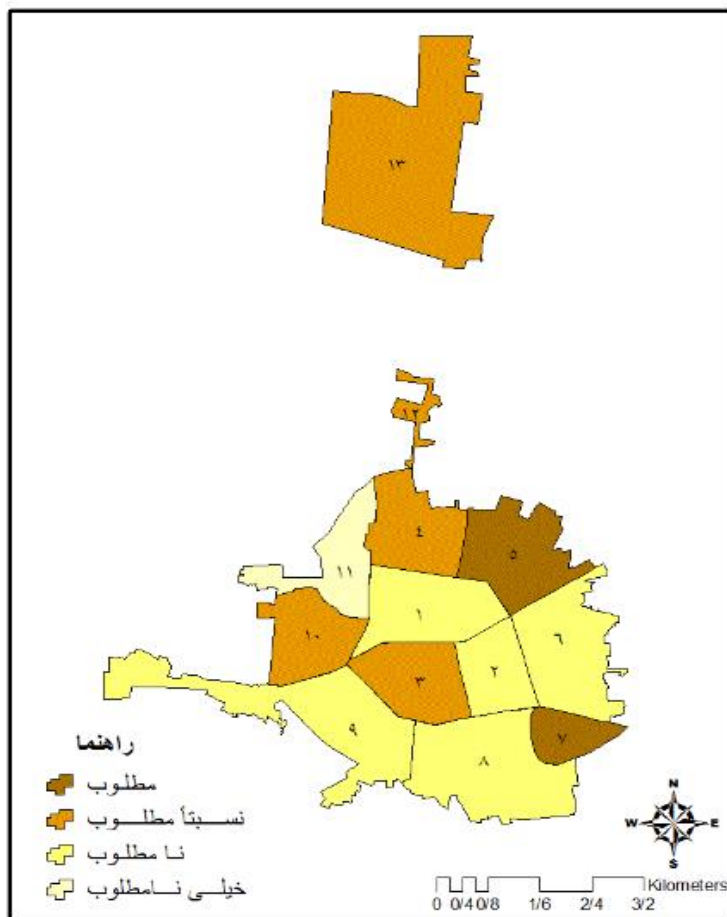 ۱۳
۱۲
۴
۵
۱۱
۱
۶
۱۰
۳
۲
۹
۸
۷
راهنما
مطلوب
نسبتأ مطلوب
نا مطلوب
خیلی نامطلوب
N
W E
S
Kilometers
0 0/4 0/8 1/6 2/4 3/2